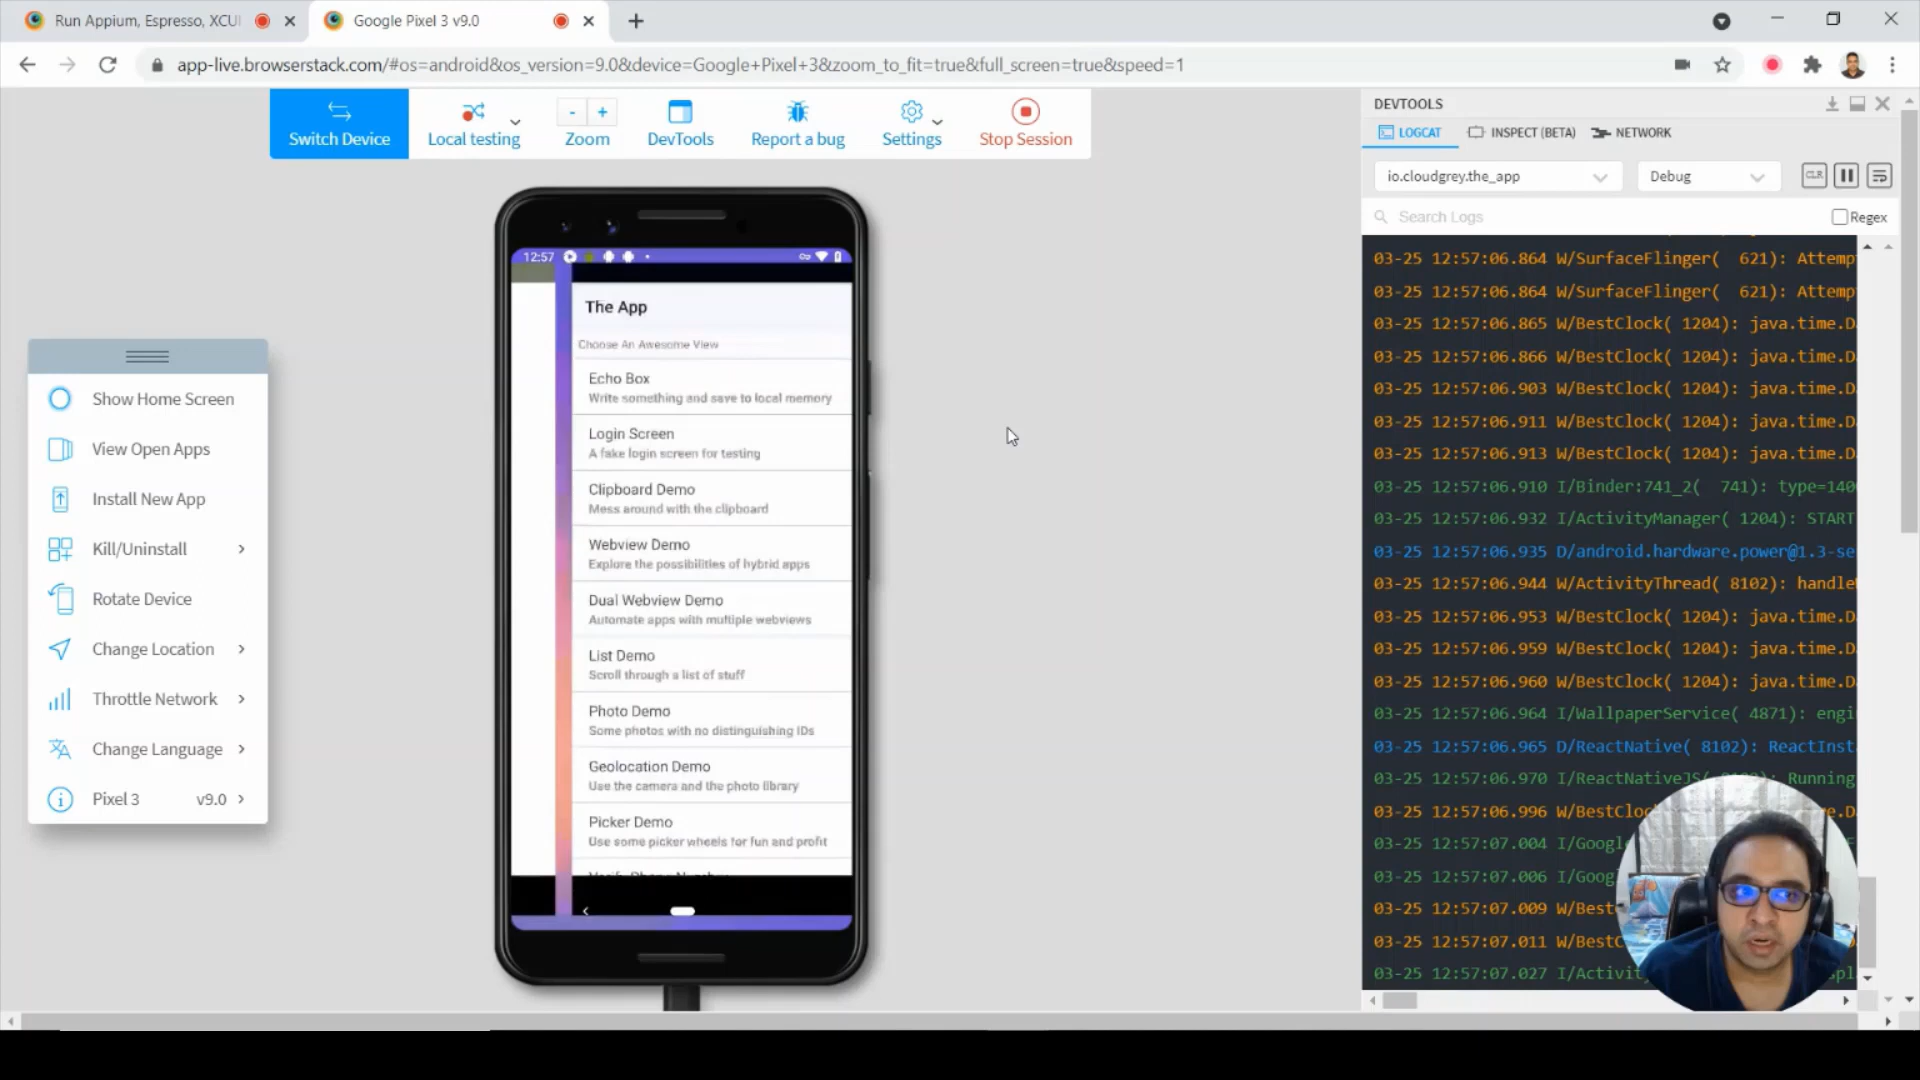 Run Appium, Espresso, XCUI
Google Pixel 3 v9.0
app-live.browserstack.com/#os=android&os_version=9.0&device=Google+Pixel+3&zoom_to_fit=true&full_screen=true&speed=1
Switch Device
Local testing
- +
Zoom
DevTools
Report a bug
Settings
Stop Session
Show Home Screen
View Open Apps
Install New App
Kill/Uninstall
Rotate Device
Change Location
Throttle Network
Change Language
Pixel 3 v9.0
12:57
The App
Choose An Awesome View
Echo Box
Write something and save to local memory
Login Screen
A fake login screen for testing
Clipboard Demo
Mess around with the clipboard
Webview Demo
Explore the possibilities of hybrid apps
Dual Webview Demo
Automate apps with multiple webviews
List Demo
Scroll through a list of stuff
Photo Demo
Some photos with no distinguishing IDs
Geolocation Demo
Use the camera and the photo library
Picker Demo
Use some picker wheels for fun and profit
DEVTOOLS
LOGCAT INSPECT (BETA) NETWORK
io.cloudgrey.the_app Debug CLR
Search Logs Regex
03-25 12:57:06.864 W/SurfaceFlinger( 621): Attemp
03-25 12:57:06.864 W/SurfaceFlinger( 621): Attemp
03-25 12:57:06.865 W/BestClock( 1204): java.time.D
03-25 12:57:06.866 W/BestClock( 1204): java.time.D
03-25 12:57:06.903 W/BestClock( 1204): java.time.D
03-25 12:57:06.911 W/BestClock( 1204): java.time.D
03-25 12:57:06.913 W/BestClock( 1204): java.time.D
03-25 12:57:06.910 I/Binder:741_2( 741): type=140
03-25 12:57:06.932 I/ActivityManager( 1204): START
03-25 12:57:06.935 D/android.hardware.power@1.3-se
03-25 12:57:06.944 W/ActivityThread( 8102): handle
03-25 12:57:06.953 W/BestClock( 1204): java.time.D
03-25 12:57:06.959 W/BestClock( 1204): java.time.D
03-25 12:57:06.960 W/BestClock( 1204): java.time.D
03-25 12:57:06.964 I/WallpaperService( 4871): engi
03-25 12:57:06.965 D/ReactNative( 8102): ReactInst
03-25 12:57:06.970 I/ReactNativeJS( Running
03-25 12:57:06.996 W/BestClo
03-25 12:57:07.004 I/Googl
03-25 12:57:07.006 I/Goog
03-25 12:57:07.009 W/Best
03-25 12:57:07.011 W/BestC
03-25 12:57:07.027 I/Activit spl